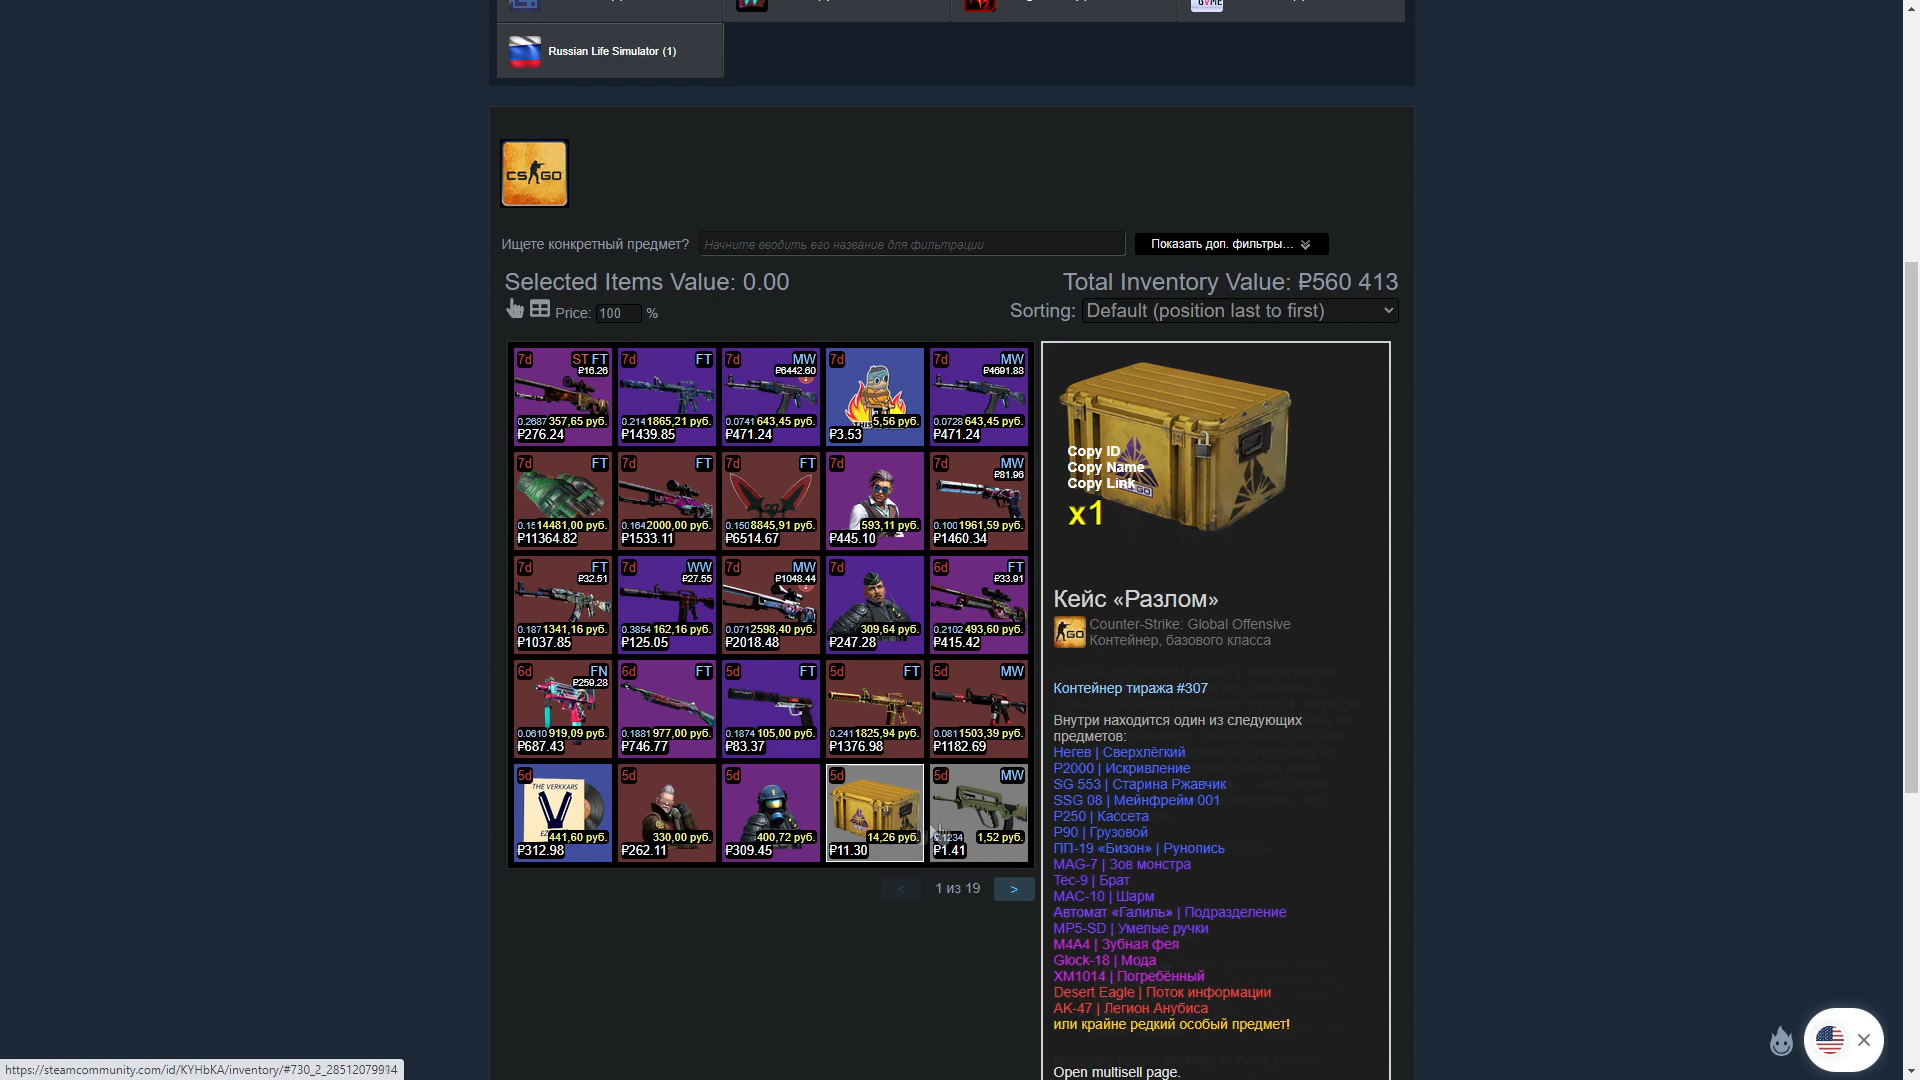 Russian Life Simulator (1)
CS GO
Ищете конкретный предмет?
Начните вводить его название для фильтрации
Показать доп. фильтры...
Selected Items Value: 0.00
Total Inventory Value: ₽560 413
Price: 100 %
Sorting: Default (position last to first)
7d ST FT
₽16.26
0.2687 357,65 руб.
₽276.24
7d FT
0.214 1865,21 руб.
₽1439.85
7d MW
₽6442.60
0.0741 643,45 руб.
₽471.24
7d
5,56 руб.
₽3.53
7d MW
₽4691.88
0.0728 643,45 руб.
₽471.24
7d FT
0.15 14481,00 руб.
₽11364.82
7d FT
0.164 2000,00 руб.
₽1533.11
7d FT
0.150 8845,91 руб.
₽6514.67
7d
593,11 руб.
₽445.10
7d MW
₽81.96
0.100 1961,59 руб.
₽1460.34
7d FT
₽32.51
0.187 1341,16 руб.
₽1037.85
7d WW
₽27.55
0.3854 162,16 руб.
₽125.05
7d MW
₽1048.44
0.071 2598,40 руб.
₽2018.48
7d
309,64 руб.
₽247.28
6d FT
₽33.91
0.2102 493,60 руб.
₽415.42
6d FN
₽259.28
0.0610 919,09 руб.
₽687.43
6d FT
0.1881 977,00 руб.
₽746.77
5d FT
0.1874 105,00 руб.
₽83.37
5d FT
0.241 1825,94 руб.
₽1376.98
5d MW
0.081 1503,39 руб.
₽1182.69
5d
THE VERKKARS
441,60 руб.
₽312.98
5d
330,00 руб.
₽262.11
5d
400,72 руб.
₽309.45
5d
14,26 руб.
₽11.30
5d MW
0.1234 1,52 руб.
₽1.41
<
1 из 19
>
Copy ID
Copy Name
Copy Link
x1
Кейс «Разлом»
GO
Counter-Strike: Global Offensive
Контейнер, базового класса
Контейнер тиража #307
Внутри находится один из следующих
предметов:
Негев | Сверхлёгкий
P2000 | Искривление
SG 553 | Старина Ржавчик
SSG 08 | Мейнфрейм 001
P250 | Кассета
P90 | Грузовой
ПП-19 «Бизон» | Рунопись
MAG-7 | Зов монстра
Tec-9 | Брат
MAC-10 | Шарм
Автомат «Галиль» | Подразделение
MP5-SD | Умелые ручки
M4A4 | Зубная фея
Glock-18 | Мода
XM1014 | Погребённый
Desert Eagle | Поток информации
AK-47 | Легион Анубиса
или крайне редкий особый предмет!
Open multisell page.
https://steamcommunity.com/id/KYHbKA/inventory/#730_2_28512079914